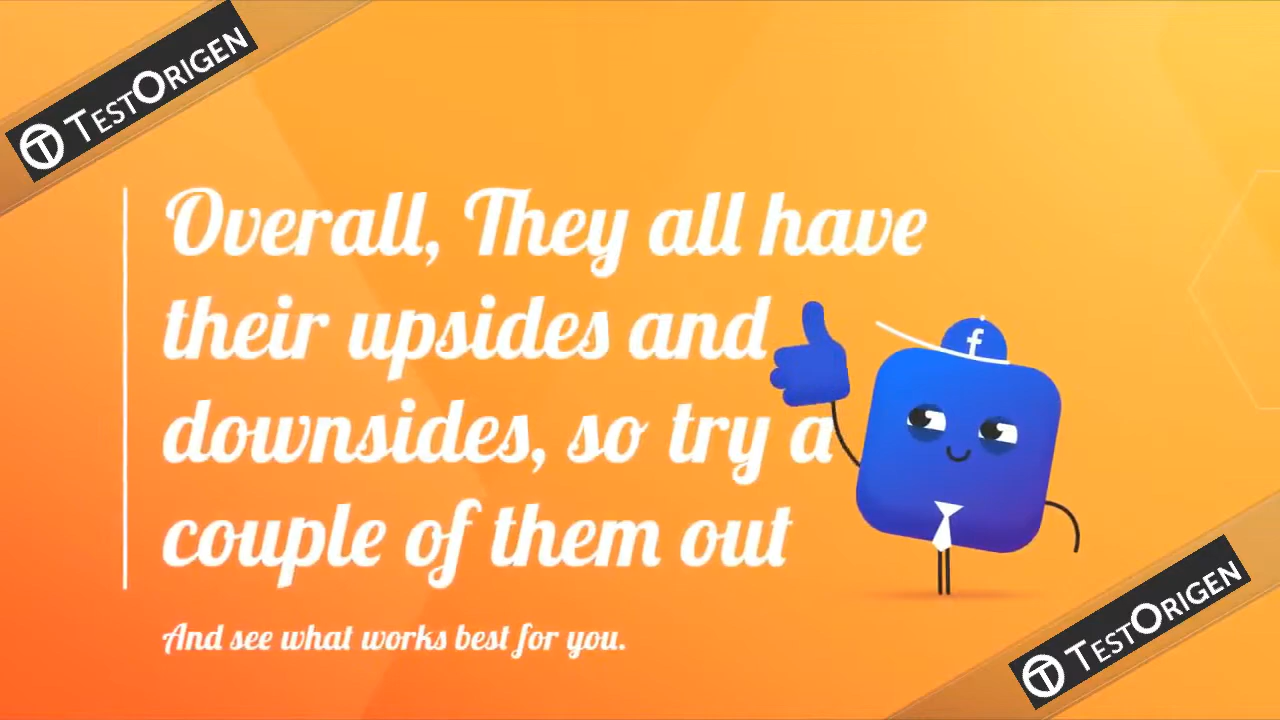 TESTORIGEN
Overall, They all have
their upsides and
downsides, so try a
couple of them out
And see what works best for you.
f
TESTORIGEN